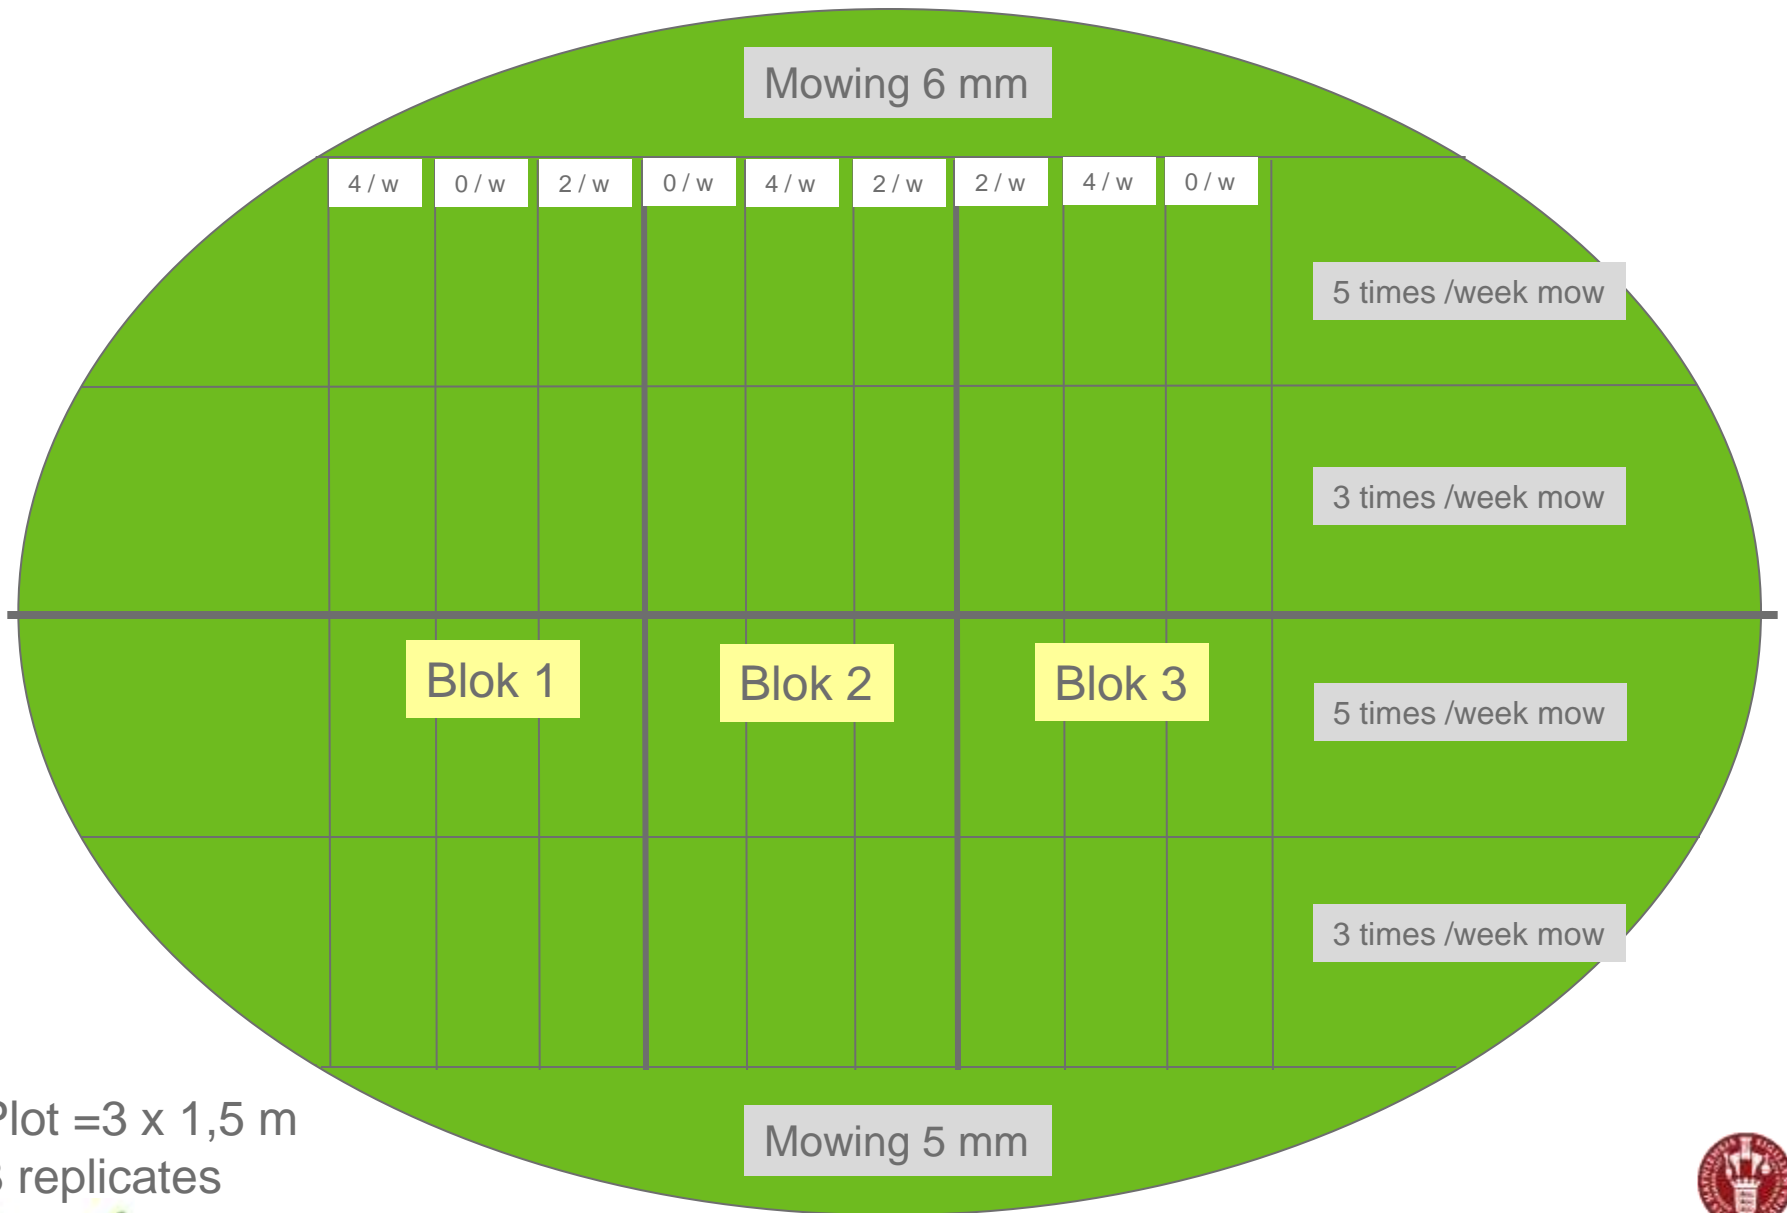 Mowing 6 mm
4 / w 0 / w 2 / w 0 / w 4 / w 2 / w 2 / w 4 / w 0 / w
5 times /week mow
3 times /week mow
Blok 1 Blok 2 Blok 3
5 times /week mow
3 times /week mow
Mowing 5 mm
Plot =3 x 1,5 m
3 replicates